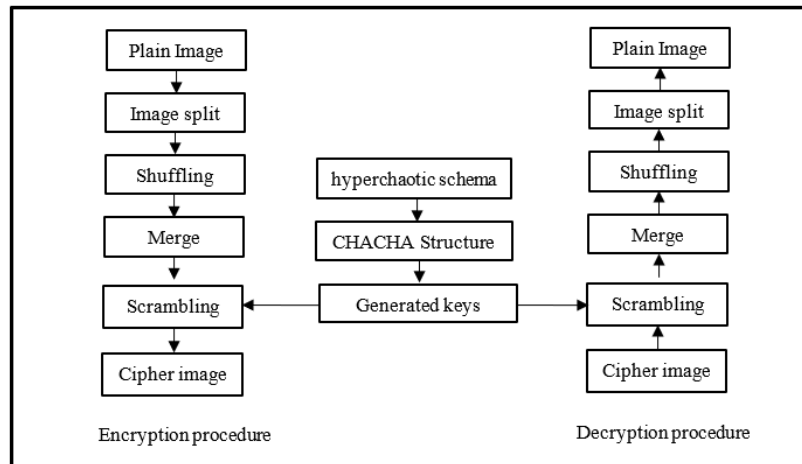 Plain Image
Image split
Shuffling
Merge
Scrambling
Cipher image
Encryption procedure
hyperchaotic schema
CHACHA Structure
Generated keys
Plain Image
Image split
Shuffling
Merge
Scrambling
Cipher image
Decryption procedure